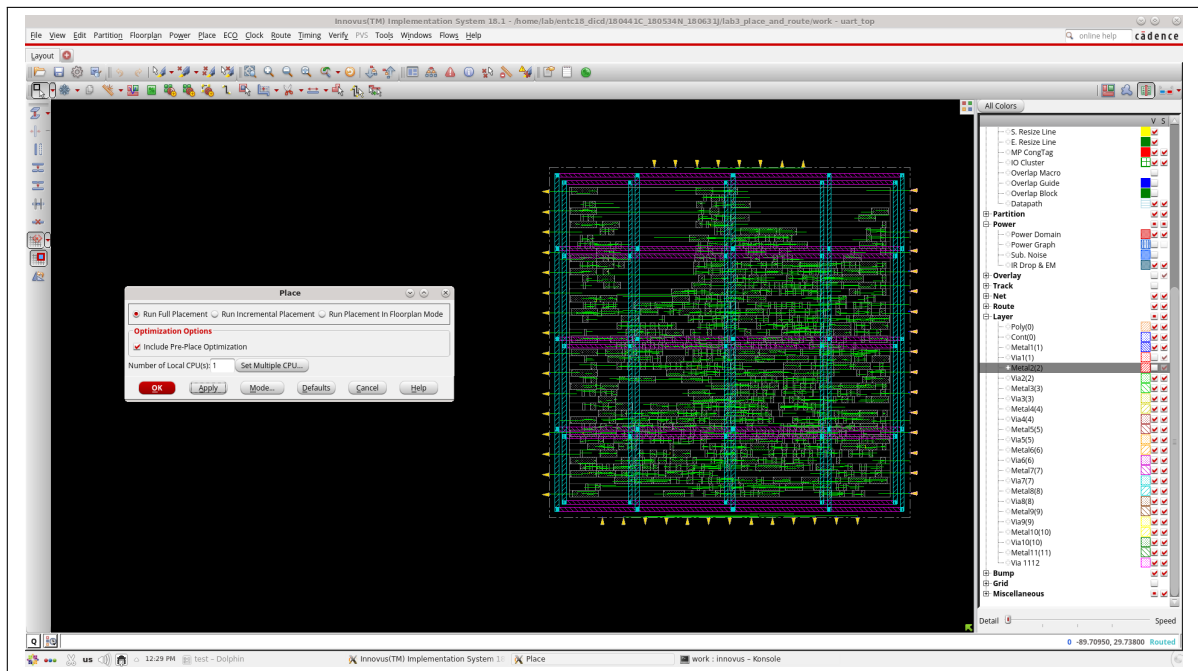 Innovus(TM) Implementation System 18.1 - /home/lab/entc18_dicd/180441C_180534N_180631J/lab3_place_and_route/work - uart_top
File View Edit Partition Floorplan Power Place ECO Clock Route Timing Verify PVS Tools Windows Flows Help
online help
cādence
Layout
All Colors
V S
S. Resize Line
E. Resize Line
MP CongTag
IO Cluster
Overlap Macro
Overlap Guide
Overlap Block
Datapath
Partition
Power
Power Domain
Power Graph
Sub. Noise
IR Drop & EM
Overlay
Track
Net
Route
Layer
Poly(0)
Cont(0)
Metal1(1)
Via1(1)
Metal2(2)
Via2(2)
Metal3(3)
Via3(3)
Metal4(4)
Via4(4)
Metal5(5)
Via5(5)
Metal6(6)
Via6(6)
Metal7(7)
Via7(7)
Metal8(8)
Via8(8)
Metal9(9)
Via9(9)
Metal10(10)
Via10(10)
Metal11(11)
Via 1112
Bump
Grid
Miscellaneous
Detail Speed
Place
Run Full Placement Run Incremental Placement Run Placement In Floorplan Mode
Optimization Options
Include Pre-Place Optimization
Number of Local CPU(s): 1 Set Multiple CPU...
OK Apply Mode... Defaults Cancel Help
Q
0 -89.70950, 29.73800 Routed
us 12:29 PM test – Dolphin Innovus(TM) Implementation System 18 Place work : innovus – Konsole